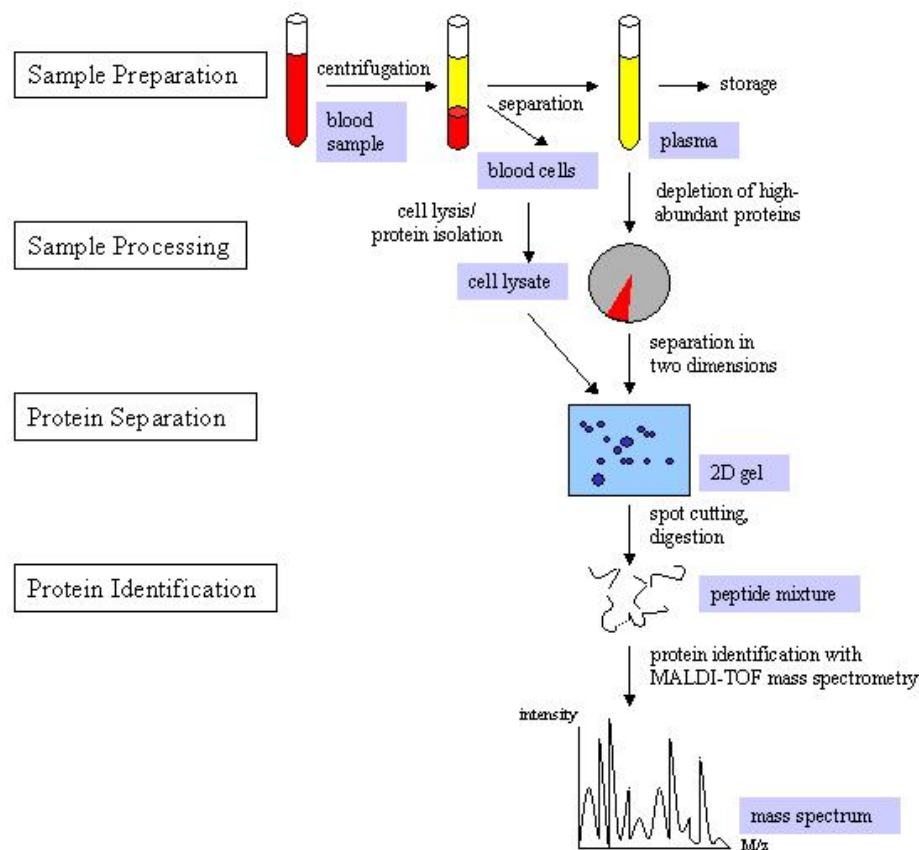 Sample Preparation
centrifugation
separation
storage
blood
sample
plasma
blood cells
depletion of high-
abundant proteins
cell lysis/
protein isolation
Sample Processing
cell lysate
separation in
two dimensions
Protein Separation
2D gel
spot cutting,
digestion
Protein Identification
peptide mixture
protein identification with
MALDI-TOF mass spectrometry
intensity
mass spectrum
M/z